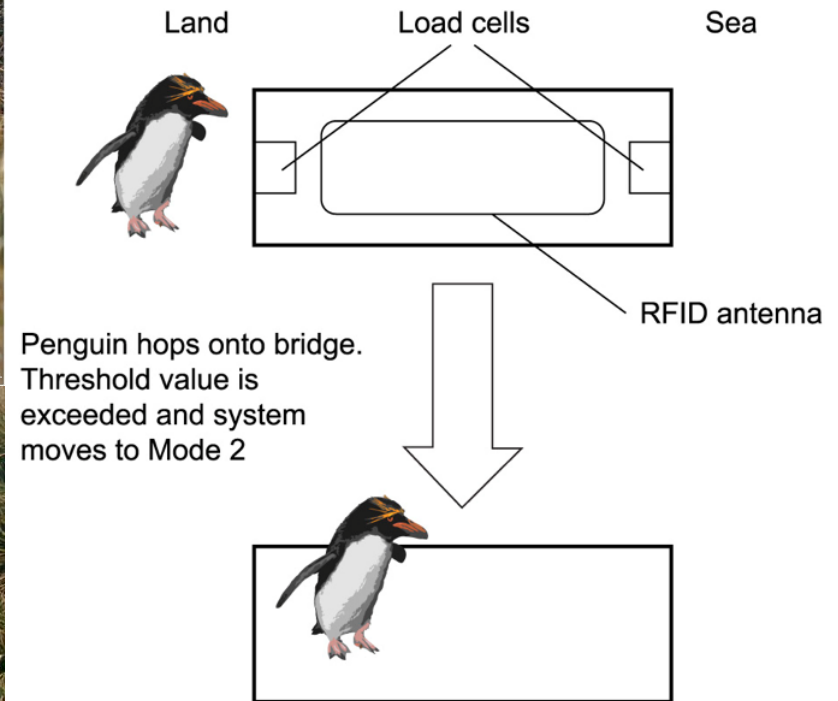 Land
Load cells
Sea
RFID antenna
Penguin hops onto bridge.
Threshold value is
exceeded and system
moves to Mode 2